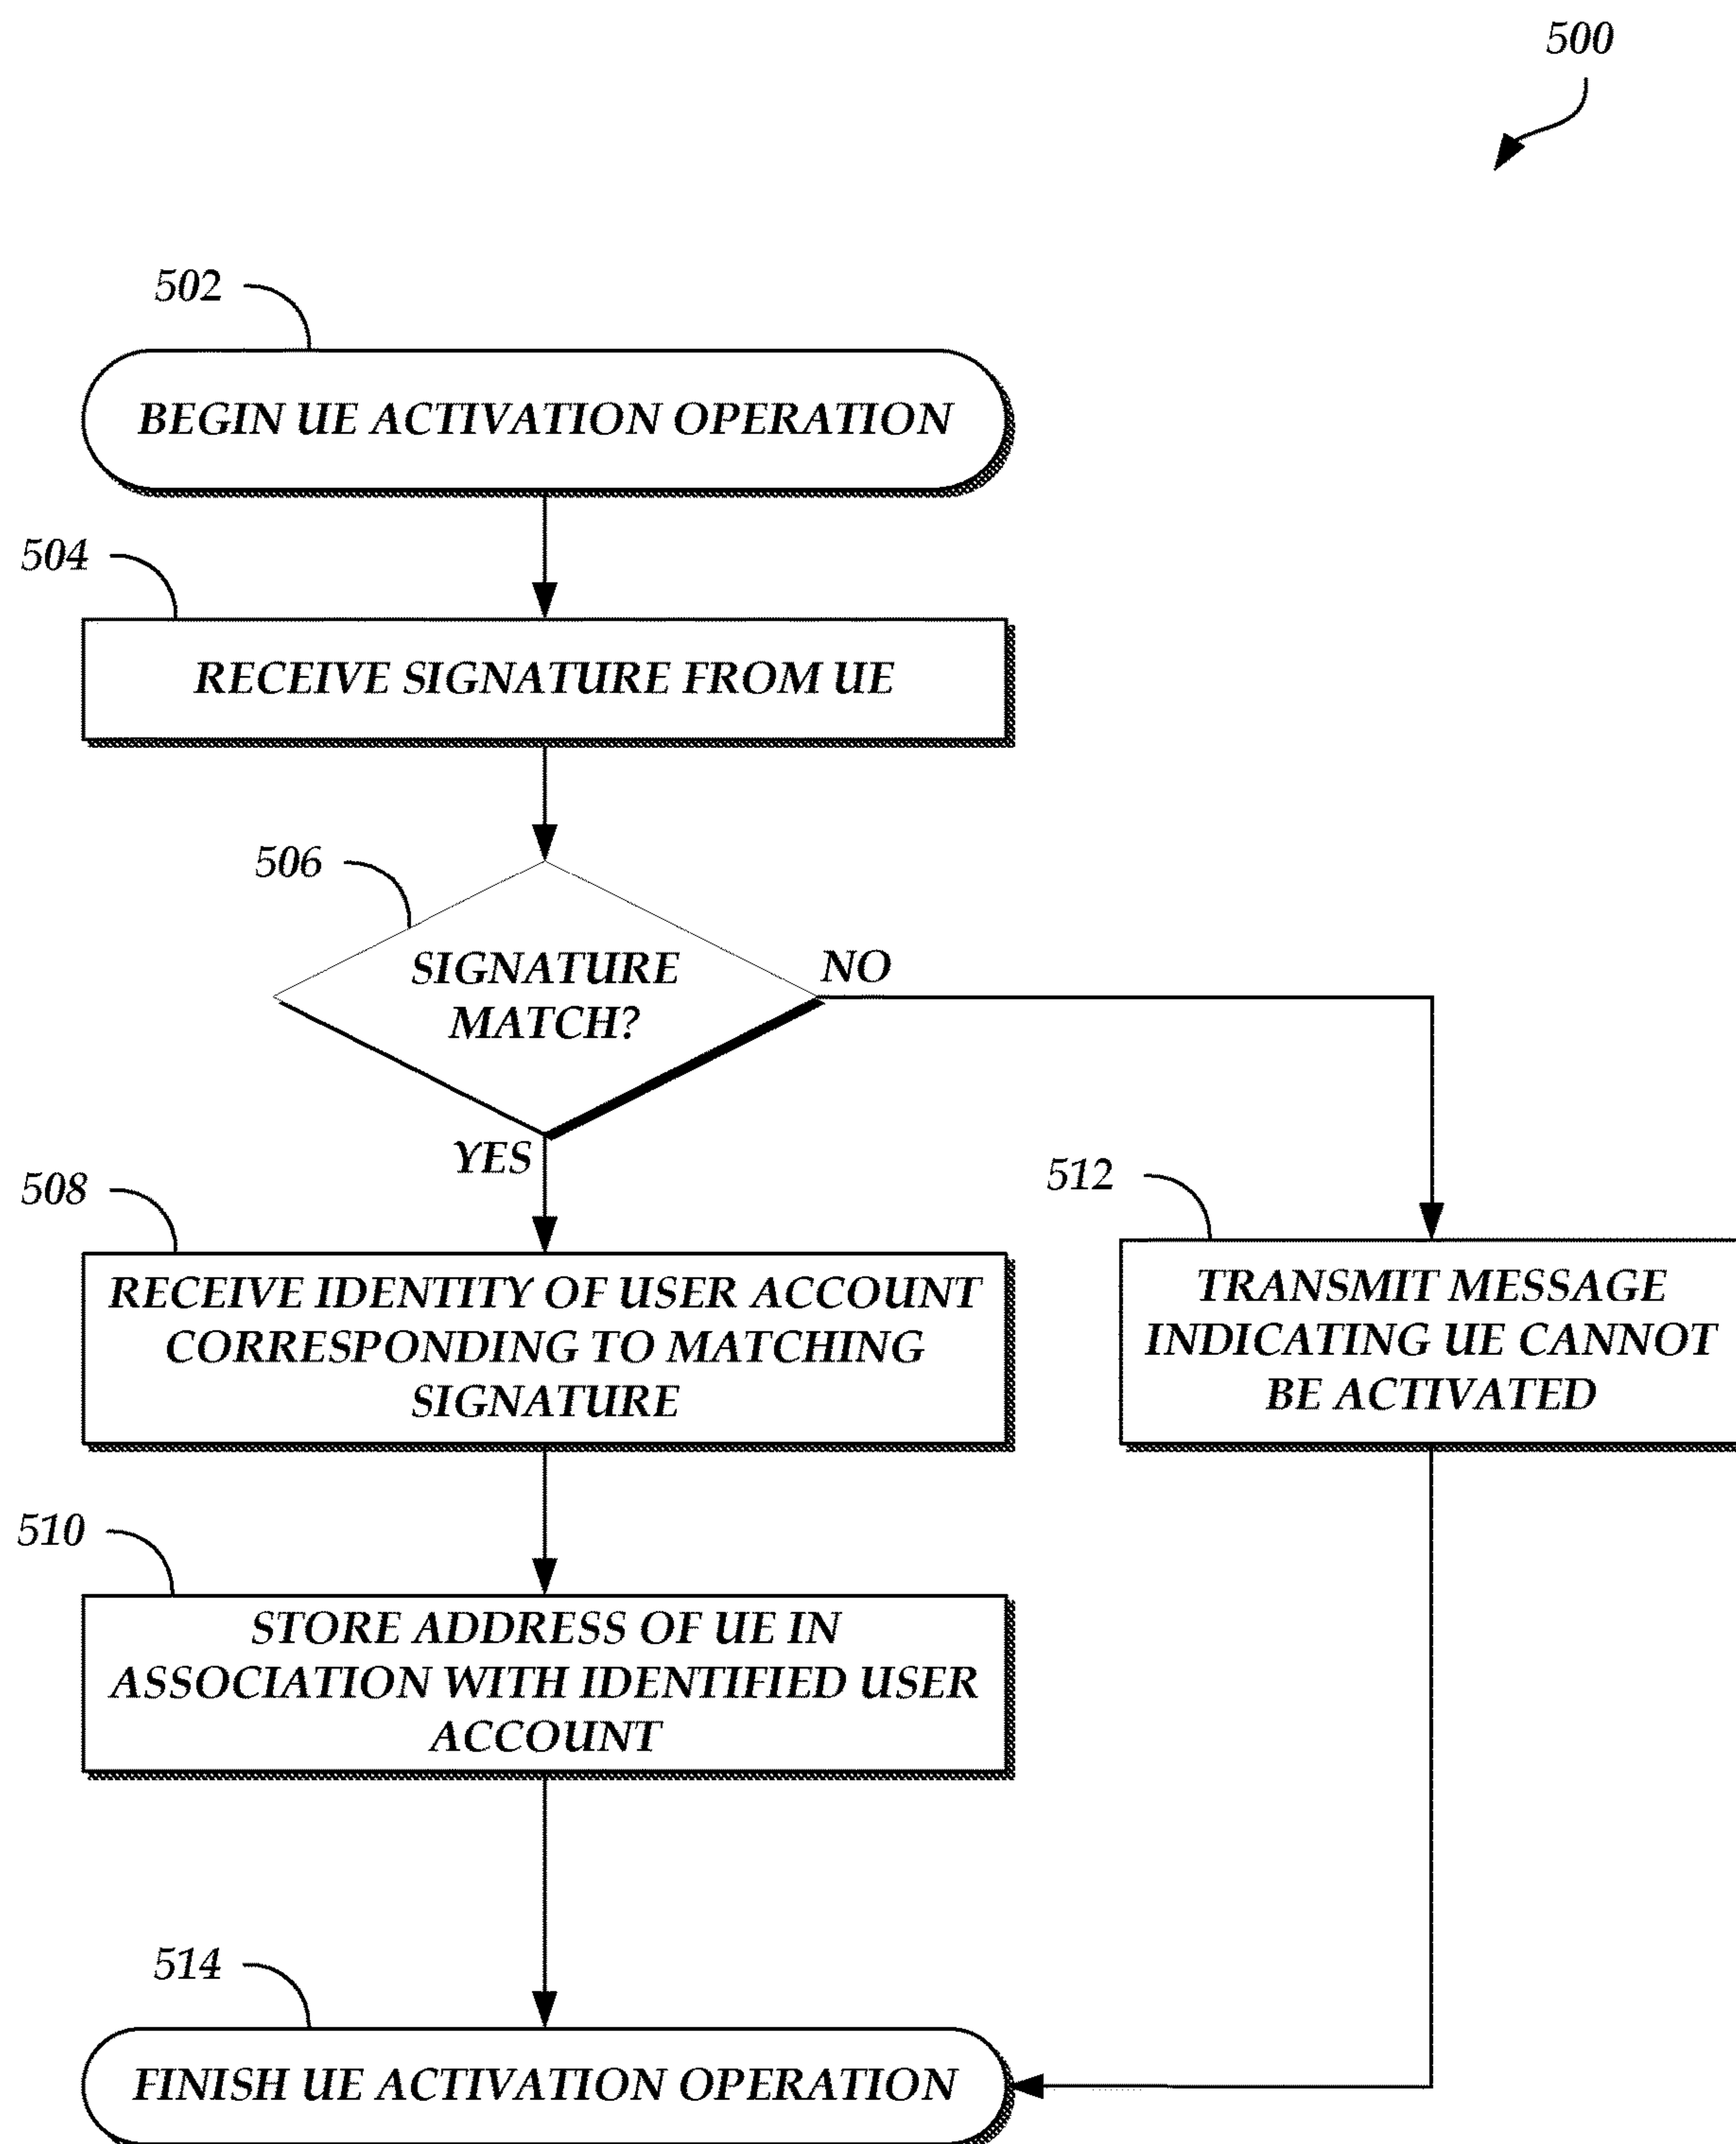 500
502
BEGIN UE ACTIVATION OPERATION
504
RECEIVE SIGNATURE FROM UE
506
SIGNATURE
MATCH?
NO
YES
508
RECEIVE IDENTITY OF USER ACCOUNT
CORRESPONDING TO MATCHING
SIGNATURE
512
TRANSMIT MESSAGE
INDICATING UE CANNOT
BE ACTIVATED
510
STORE ADDRESS OF UE IN
ASSOCIATION WITH IDENTIFIED USER
ACCOUNT
514
FINISH UE ACTIVATION OPERATION